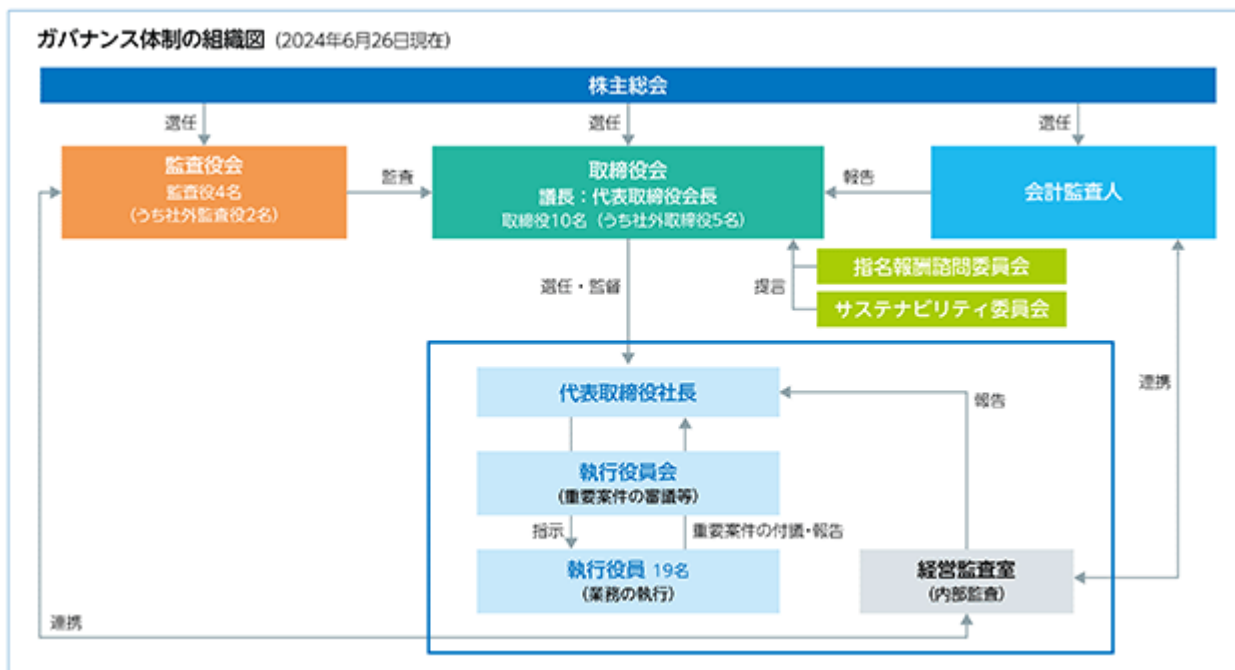 ガバナンス体制の組織図 (2024年6月26日現在)
株主総会
選任
選任
選任
監査役会
監査役4名
(うち社外監査役2名)
監査
取締役会
議長：代表取締役会長
取締役10名 (うち社外取締役5名)
報告
会計監査人
選任・監督
提言
指名報酬諮問委員会
サステナビリティ委員会
代表取締役社長
報告
連携
執行役員会
(重要案件の審議等)
指示
重要案件の付議・報告
執行役員 19名
(業務の執行)
経営監査室
(内部監査)
連携